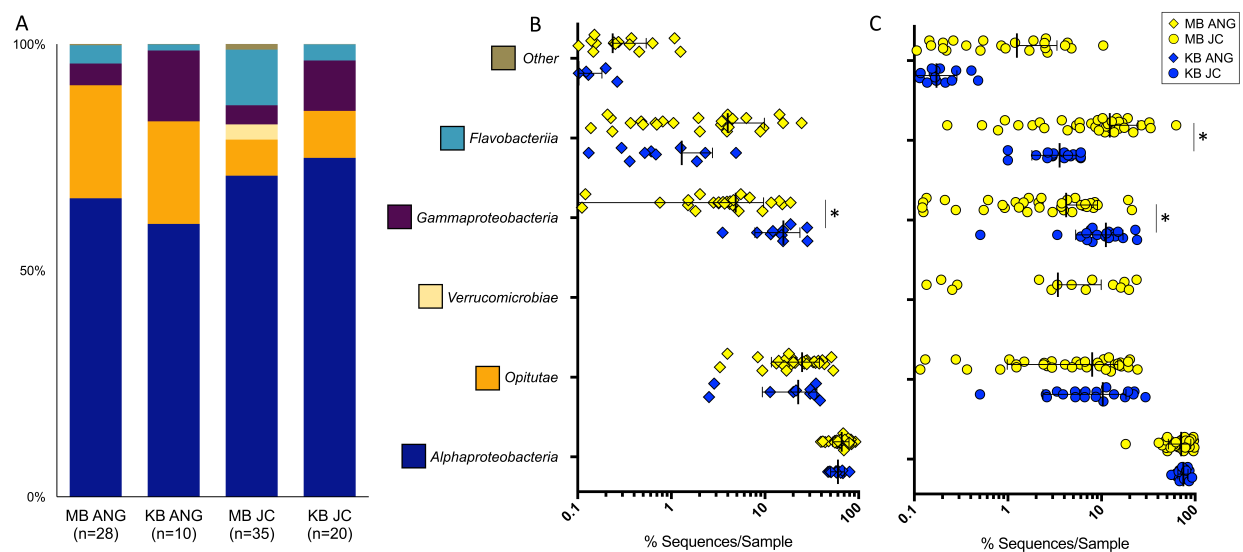 A
100%
50%
0%
MB ANG
(n=28)
KB ANG
(n=10)
MB JC
(n=35)
KB JC
(n=20)
Other
Flavobacteriia
Gammaproteobacteria
Verrucomicrobiae
Opitutae
Alphaproteobacteria
B
*
0.1
1
10
100
% Sequences/Sample
C
MB ANG
MB JC
KB ANG
KB JC
*
*
0.1
1
10
100
% Sequences/Sample